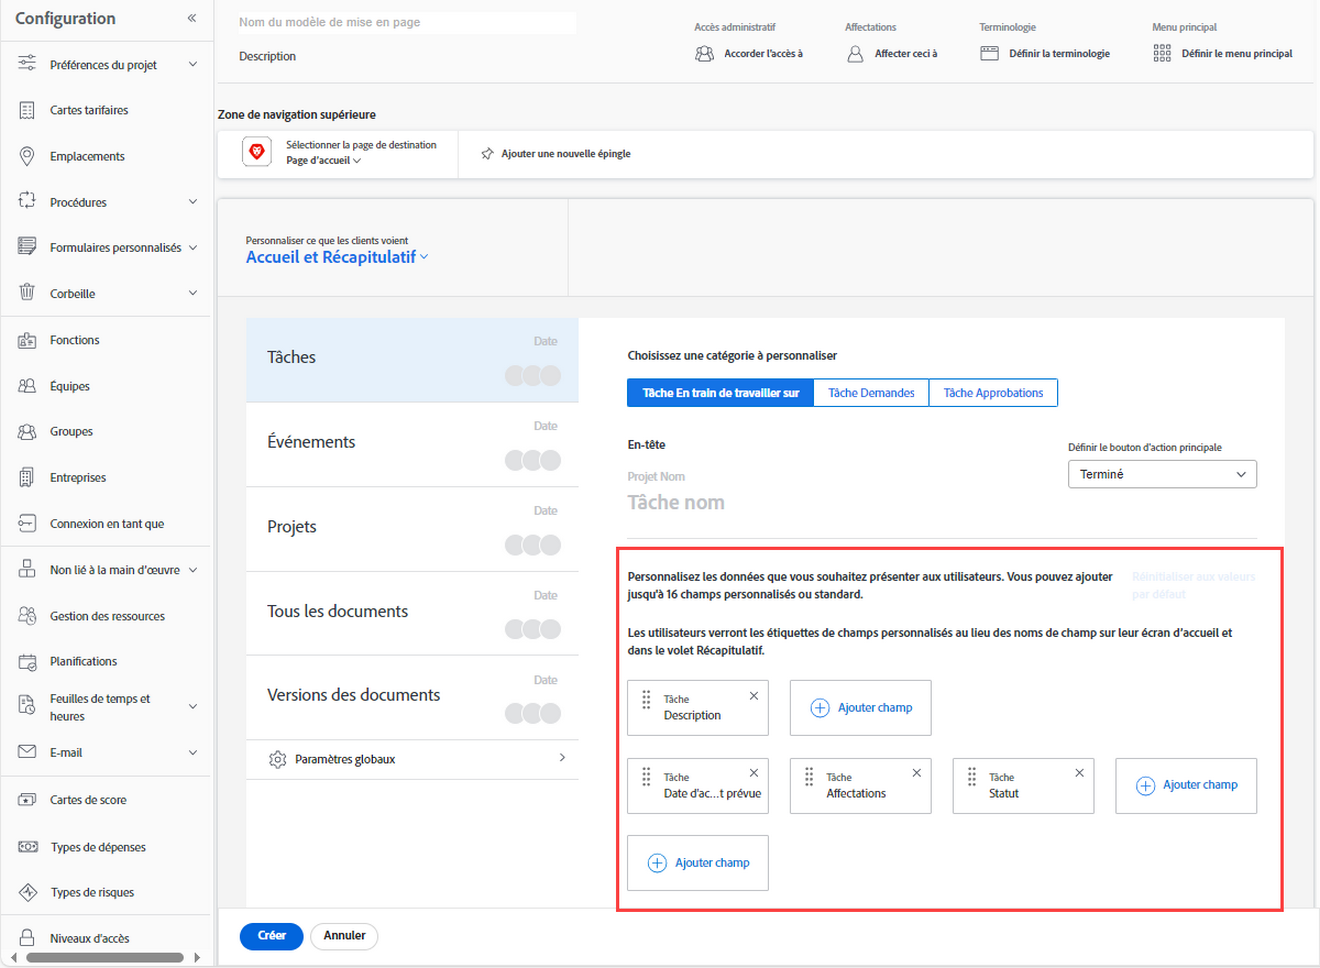 Configuration
«
Préférences du projet
Cartes tarifaires
Emplacements
Procédures
Formulaires personnalisés
Corbeille
Fonctions
Équipes
Groupes
Entreprises
Connexion en tant que
Non lié à la main d'œuvre
Gestion des ressources
Planifications
Feuilles de temps et
heures
E-mail
Cartes de score
Types de dépenses
Types de risques
Niveaux d'accès
Nom du modèle de mise en page
Description
Accès administratif
Accorder l'accès à
Affectations
Affecter ceci à
Terminologie
Définir la terminologie
Menu principal
Définir le menu principal
Zone de navigation supérieure
Sélectionner la page de destination
Page d'accueil
Ajouter une nouvelle épingle
Personnaliser ce que les clients voient
Accueil et Récapitulatif
Tâches
Date
Événements
Date
Projets
Date
Tous les documents
Date
Versions des documents
Date
Paramètres globaux
Choisissez une catégorie à personnaliser
Tâche En train de travailler sur
Tâche Demandes
Tâche Approbations
En-tête
Projet Nom
Tâche nom
Définir le bouton d'action principale
Terminé
Personnalisez les données que vous souhaitez présenter aux utilisateurs. Vous pouvez ajouter
jusqu'à 16 champs personnalisés ou standard.
Réinitialiser aux valeurs
par défaut
Les utilisateurs verront les étiquettes de champs personnalisés au lieu des noms de champ sur leur écran d'accueil et
dans le volet Récapitulatif.
Tâche
Description
Ajouter champ
Tâche
Date d'ac...t prévue
Tâche
Affectations
Tâche
Statut
Ajouter champ
Ajouter champ
Créer
Annuler